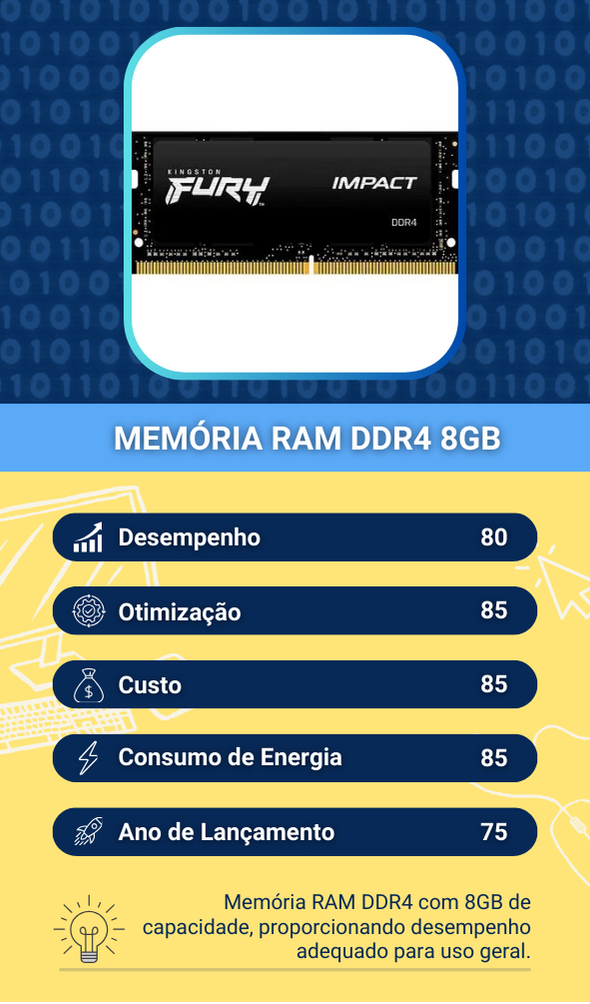 KINGSTON
FURY
IMPACT
DDR4
MEMÓRIA RAM DDR4 8GB
Desempenho 80
Otimização 85
Custo 85
Consumo de Energia 85
Ano de Lançamento 75
Memória RAM DDR4 com 8GB de
capacidade, proporcionando desempenho
adequado para uso geral.